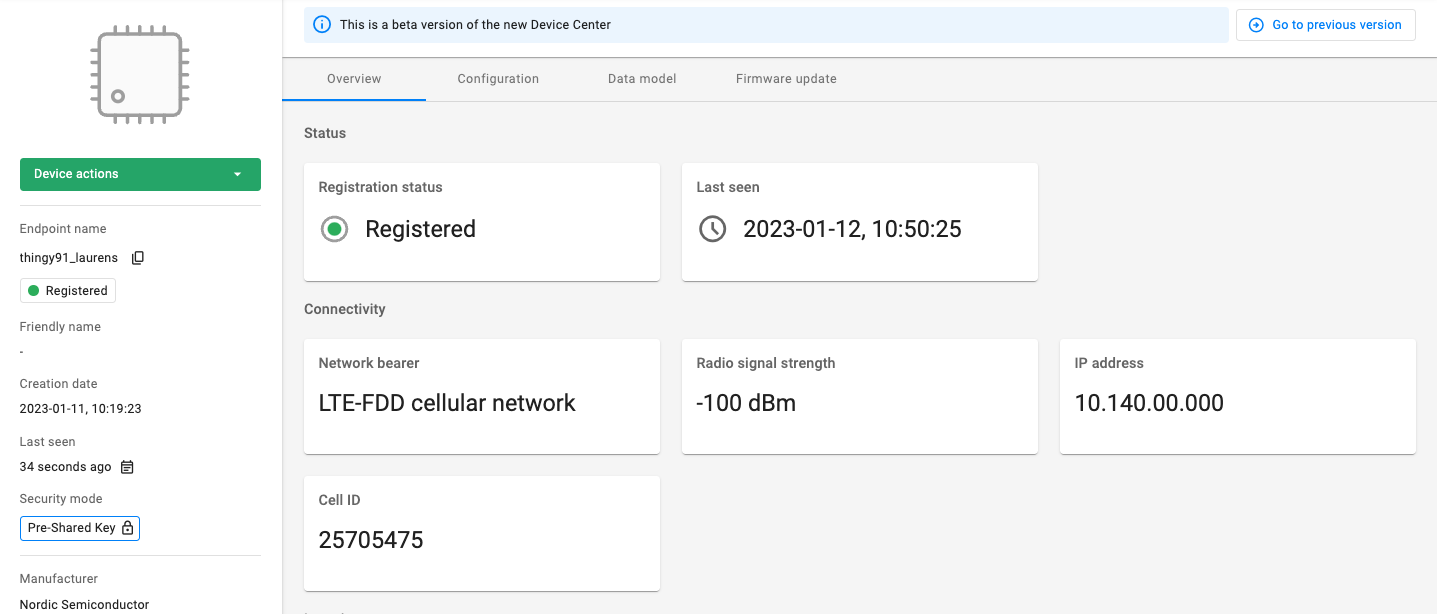 This is a beta version of the new Device Center
Go to previous version
Overview
Configuration
Data model
Firmware update
Device actions
Endpoint name
thingy91_laurens
Registered
Friendly name
-
Creation date
2023-01-11, 10:19:23
Last seen
34 seconds ago
Security mode
Pre-Shared Key
Manufacturer
Nordic Semiconductor
Status
Registration status
Registered
Last seen
2023-01-12, 10:50:25
Connectivity
Network bearer
LTE-FDD cellular network
Radio signal strength
-100 dBm
IP address
10.140.00.000
Cell ID
25705475